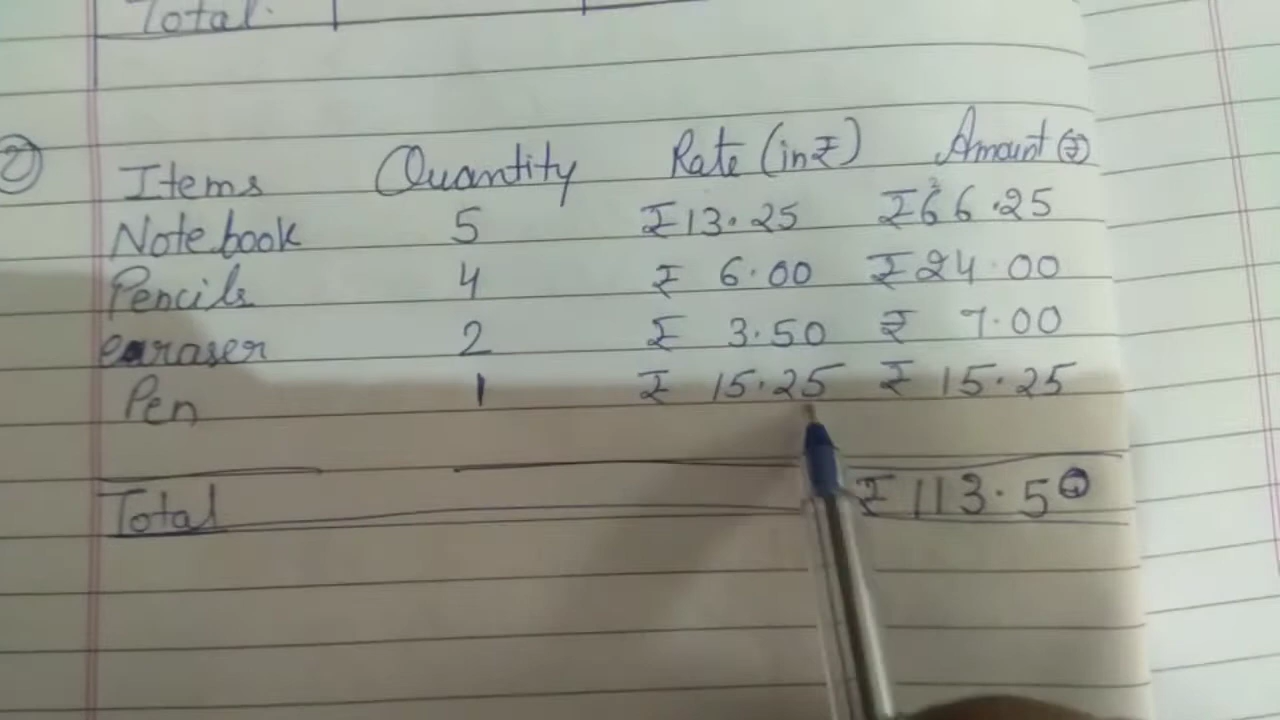 Total.
2 Items Quantity Rate (in ₹) Amount (₹)
Notebook 5 ₹13.25 ₹66.25
Pencils 4 ₹ 6.00 ₹24.00
earaser 2 ₹ 3.50 ₹ 7.00
Pen 1 ₹ 15.25 ₹ 15.25
Total ₹113.50